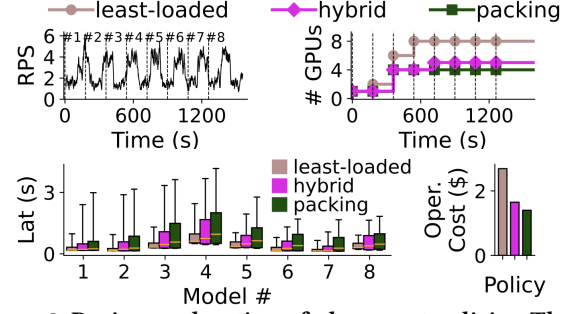 least-loaded hybrid packing
6 #1 #2 #3 #4 #5 #6 #7 #8
4
2
0
RPS
0 600 1200
Time (s)
8
4
0
# GPUs
0 600 1200
Time (s)
least-loaded
hybrid
packing
3
0
Lat (s)
1 2 3 4 5 6 7 8
Model #
2
0
Oper.
Cost ($)
Policy